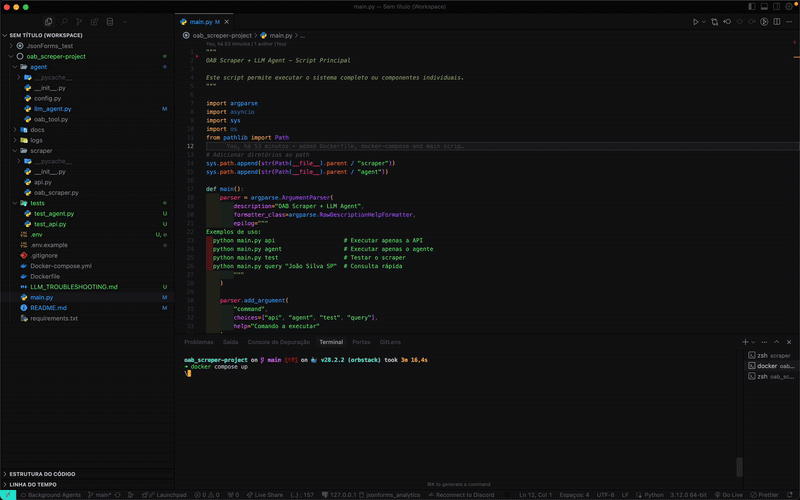 main.py — Sem título (Workspace)
SEM TÍTULO (WORKSPACE)
JsonForms_test
oab_screper-project
agent
__pycache__
__init__.py
config.py
llm_agent.py M
oab_tool.py
docs
logs
scraper
__pycache__
__init__.py
api.py
oab_scraper.py
tests
test_agent.py U
test_api.py U
.env U
.env.example
.gitignore
Docker-compose.yml
Dockerfile
LLM_TROUBLESHOOTING.md U
main.py M
README.md M
requirements.txt
ESTRUTURA DO CÓDIGO
LINHA DO TEMPO
main.py M
oab_screper-project > main.py > ...
You, há 53 minutos | 1 author (You)
1 """
2 OAB Scraper + LLM Agent - Script Principal
3
4 Este script permite executar o sistema completo ou componentes individuais.
5 """
6
7 import argparse
8 import asyncio
9 import sys
10 import os
11 from pathlib import Path
12 You, há 53 minutos • added Dockerfile, docker-compose and main scrip…
13 # Adicionar diretórios ao path
14 sys.path.append(str(Path(__file__).parent / "scraper"))
15 sys.path.append(str(Path(__file__).parent / "agent"))
16
17 def main():
18 parser = argparse.ArgumentParser(
19 description="OAB Scraper + LLM Agent",
20 formatter_class=argparse.RawDescriptionHelpFormatter,
21 epilog="""
22 Exemplos de uso:
23 python main.py api # Executar apenas a API
24 python main.py agent # Executar apenas o agente
25 python main.py test # Testar o scraper
26 python main.py query "João Silva SP" # Consulta rápida
27 """
28 )
29
30 parser.add_argument(
31 "command",
32 choices=["api", "agent", "test", "query"],
33 help="Comando a executar"
Problemas Saída Console de Depuração Terminal Portas GitLens
oab_screper-project on main [!?] on v28.2.2 (orbstack) took 3m 16,4s
➜ docker compose up
zsh scraper
docker oab...
zsh oab_sc...
⌘K to generate a command
Background Agents main* Launchpad 0 0 0 Live Share 157 127.0.0.1 jsonforms_analytics Reconnect to Discord Ln 12, Col 1 Espaços: 4 UTF-8 LF Python 3.12.0 64-bit Go Live Prettier